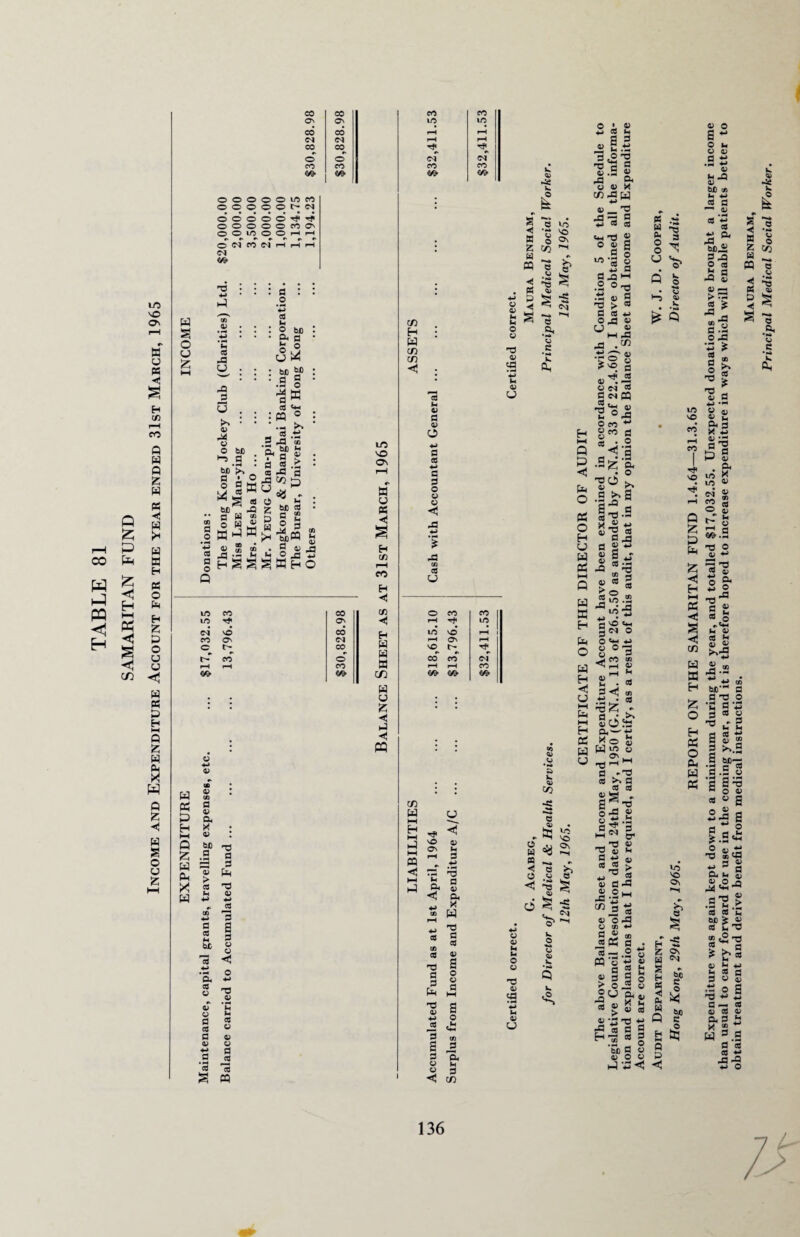 TABLE 81
SAMARITAN FUND
INCOME AND EXPENDITURE ACCOUNT FOR THE YEAR ENDED 31ST MARCH, 1965
EXPENDITURE
Maintenance, capital grants, travelling expenses, etc. ... $17,032.55
Balance carried to Accumulated Fund ... 13,796.43
$30,828.98
INCOME
Donations:
The Hong Kong Jockey Club (Charities) Ltd. $20,000.00
Miss LEE Man-ying ... 2,000.00
Mrs. Hesba Ho ... 3,500.00
Mr. YEUNG Chan-piu ... 2,000.00
Hongkong & Shanghai Banking Corporation. 1,000.00
The Bursar, University of Hong Kong ... 1,134.75
Others ... 1,194.23
$30,828.98
$30,828.98
BALANCE SHEET AS AT 31ST MARCH, 1965
LIABILITIES
Accumulated Fund as at 1st April, 1964 ... $18,615.10
Surplus from Income and Expenditure A/C ... $13,796.43
$32,411.53
ASSETS
Cash with Accountant General ... $32,411.53
$32,411.53
Certified correct.
G. AGABEG,
for Director of Medical & Health Services.
12th May, 1965.
Certified correct.
MAURA BENHAM,
Principal Medical Social Worker.
12th May, 1965.
CERTIFICATE OF THE DIRECTOR OF AUDIT
The above Balance Sheet and Income and Expenditure Account have been examined in accordance with Condition 5 of the Schedule to
Legislative Council Resolution dated 24th May, 1950 (G.N.A. 113 of 26.5.50 as amended by G.N.A. 33 of 22.4.60). I have obtained all the informa-
tion and explanations that I have required, and I certify, as a result of this audit, that in my opinion the Balance Sheet and Income and Expenditure
Account are correct.
AUDIT DEPARTMENT,
Hong Kong, 29th May, 1965.
W. J. D. COOPER,
Director of Audit.
REPORT ON THE SAMARITAN FUND 1.4.64—31.3.65
Expenditure was again kept down to a minimum during the year, and totalled $17,032.55. Unexpected donations has brought a larger income
than usual to carry forward for use in the coming year, and it is therefore hoped to increase expenditure in ways which will enable patients better to
obtain treatment and derive benefit from medical instructions.
MAURA BENHAM,
Principal Medical Social Worker.
136